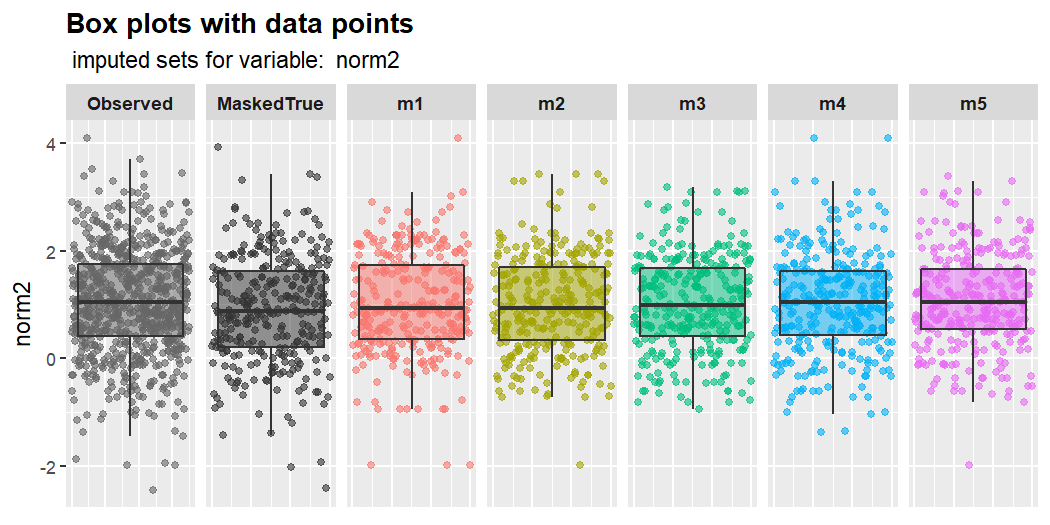 Box plots with data points
imputed sets for variable:  norm2
Observed MaskedTrue m1 m2 m3 m4 m5
norm2
4
2
0
-2